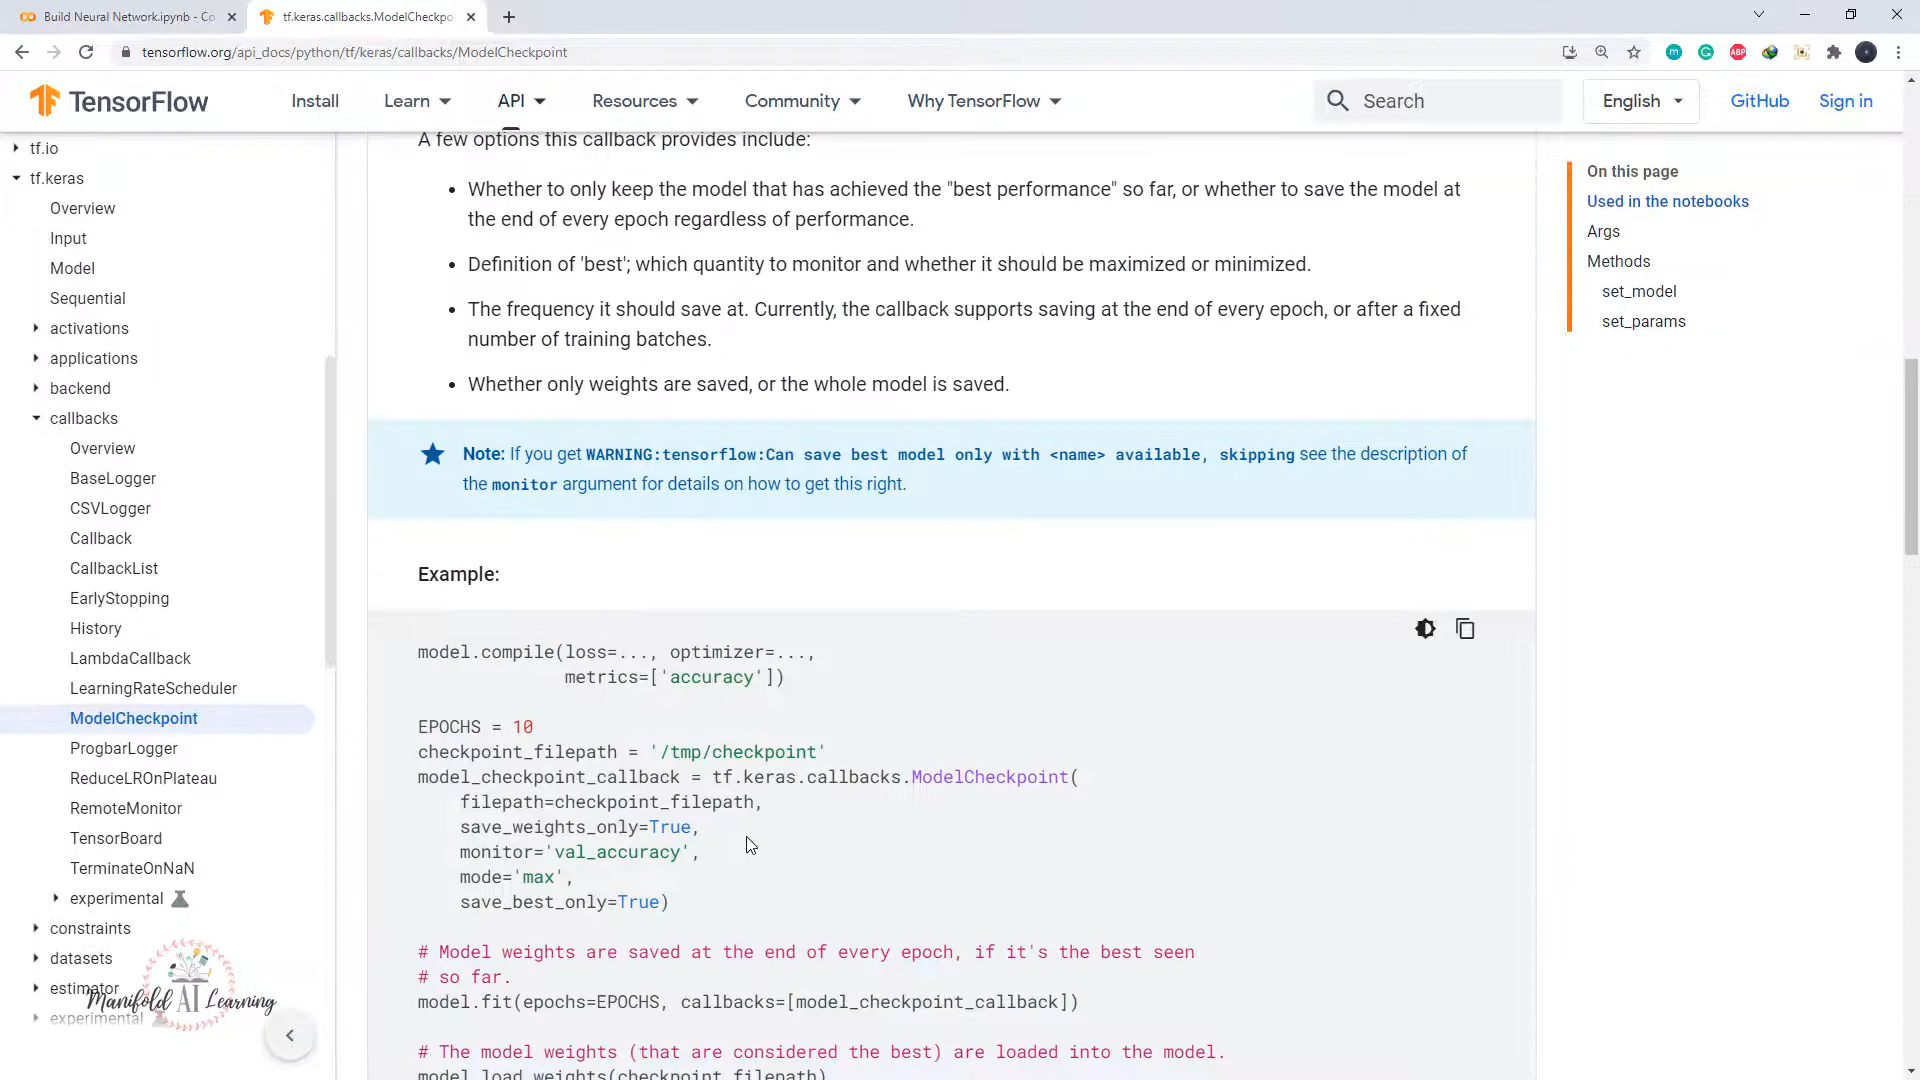 Build Neural Network.ipynb - Co
tf.keras.callbacks.ModelCheckpo
tensorflow.org/api_docs/python/tf/keras/callbacks/ModelCheckpoint
TensorFlow
Install
Learn
API
Resources
Community
Why TensorFlow
Search
English
GitHub
Sign in
tf.io
tf.keras
Overview
Input
Model
Sequential
activations
applications
backend
callbacks
Overview
BaseLogger
CSVLogger
Callback
CallbackList
EarlyStopping
History
LambdaCallback
LearningRateScheduler
ModelCheckpoint
ProgbarLogger
ReduceLROnPlateau
RemoteMonitor
TensorBoard
TerminateOnNaN
experimental
constraints
datasets
estimator
experimental
Manifold AI Learning
A few options this callback provides include:
• Whether to only keep the model that has achieved the "best performance" so far, or whether to save the model at
the end of every epoch regardless of performance.
• Definition of 'best'; which quantity to monitor and whether it should be maximized or minimized.
• The frequency it should save at. Currently, the callback supports saving at the end of every epoch, or after a fixed
number of training batches.
• Whether only weights are saved, or the whole model is saved.
Note: If you get WARNING:tensorflow:Can save best model only with <name> available, skipping see the description of
the monitor argument for details on how to get this right.
Example:
model.compile(loss=..., optimizer=...,
metrics=['accuracy'])
EPOCHS = 10
checkpoint_filepath = '/tmp/checkpoint'
model_checkpoint_callback = tf.keras.callbacks.ModelCheckpoint(
filepath=checkpoint_filepath,
save_weights_only=True,
monitor='val_accuracy',
mode='max',
save_best_only=True)
# Model weights are saved at the end of every epoch, if it's the best seen
# so far.
model.fit(epochs=EPOCHS, callbacks=[model_checkpoint_callback])
# The model weights (that are considered the best) are loaded into the model.
model.load_weights(checkpoint_filepath)
On this page
Used in the notebooks
Args
Methods
set_model
set_params
m
ABP